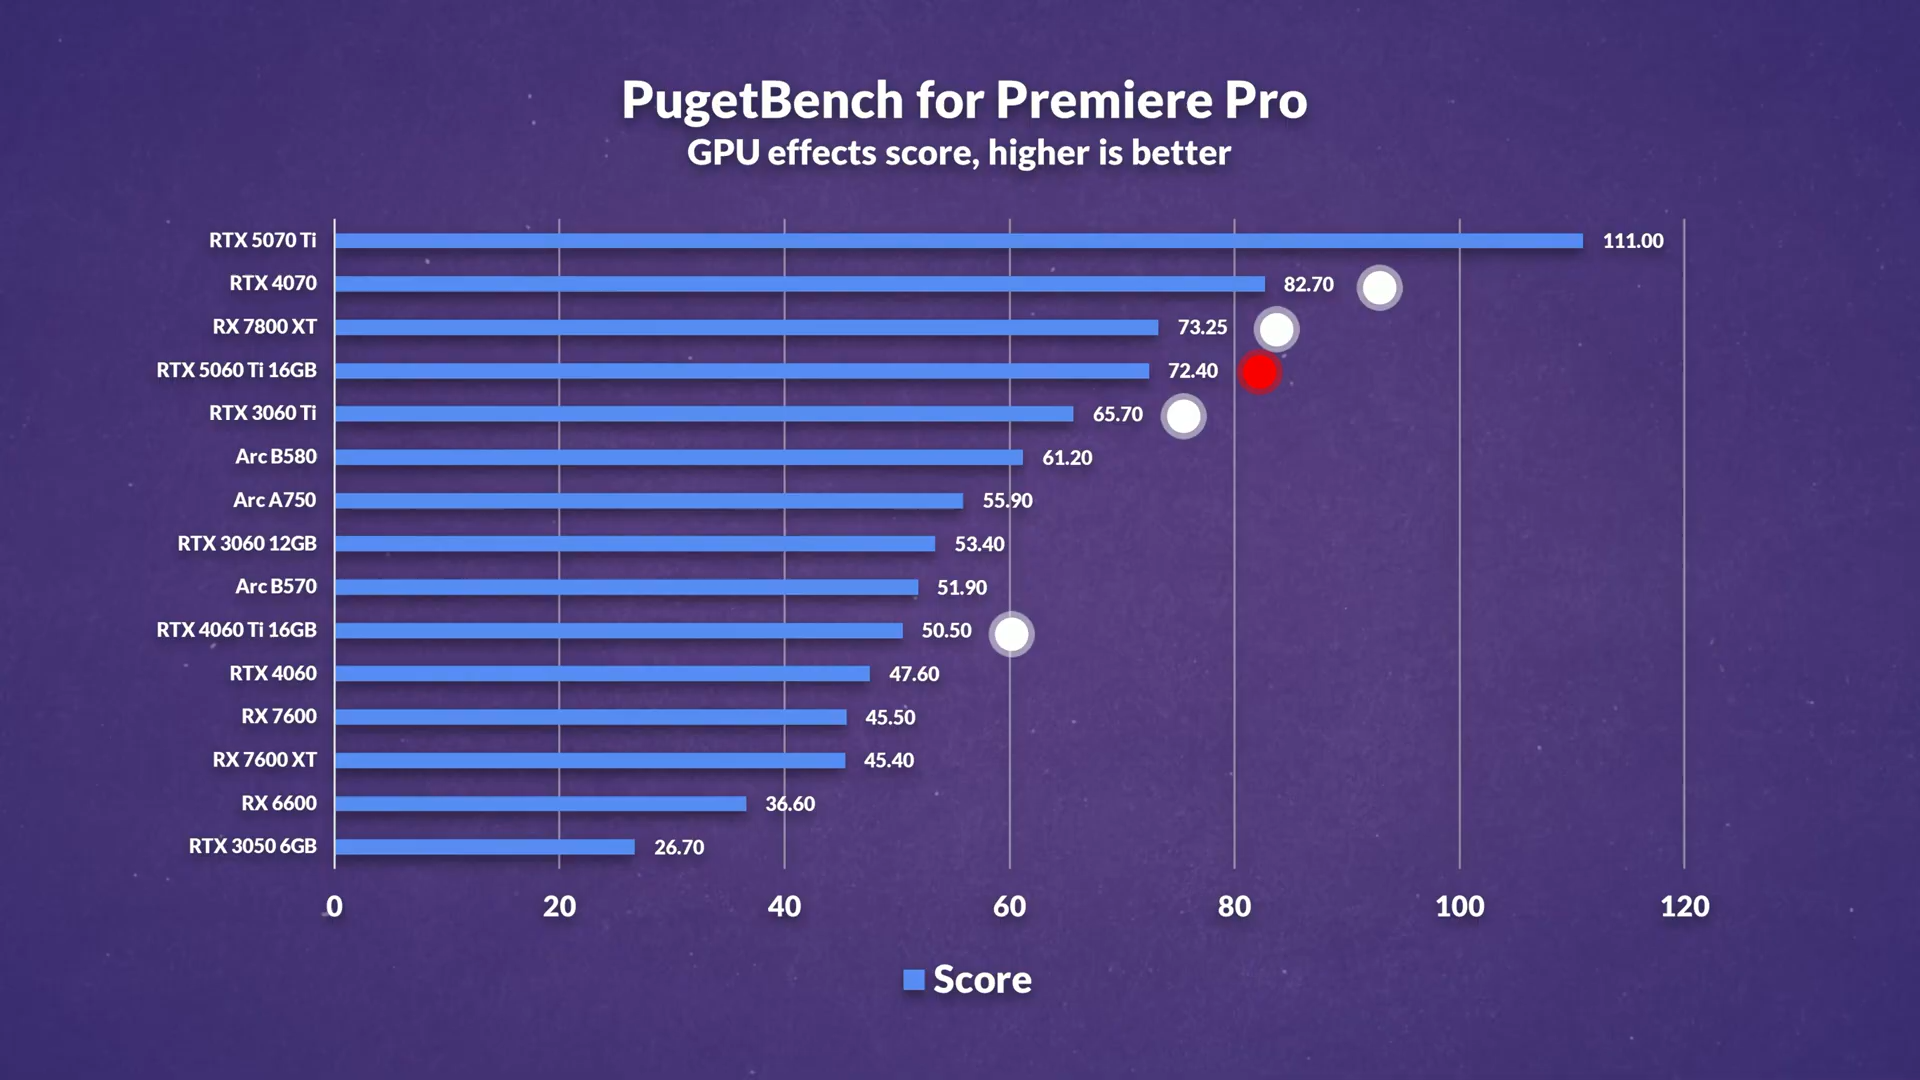 PugetBench for Premiere Pro
GPU effects score, higher is better
RTX 5070 Ti 111.00
RTX 4070 82.70
RX 7800 XT 73.25
RTX 5060 Ti 16GB 72.40
RTX 3060 Ti 65.70
Arc B580 61.20
Arc A750 55.90
RTX 3060 12GB 53.40
Arc B570 51.90
RTX 4060 Ti 16GB 50.50
RTX 4060 47.60
RX 7600 45.50
RX 7600 XT 45.40
RX 6600 36.60
RTX 3050 6GB 26.70
0 20 40 60 80 100 120
Score